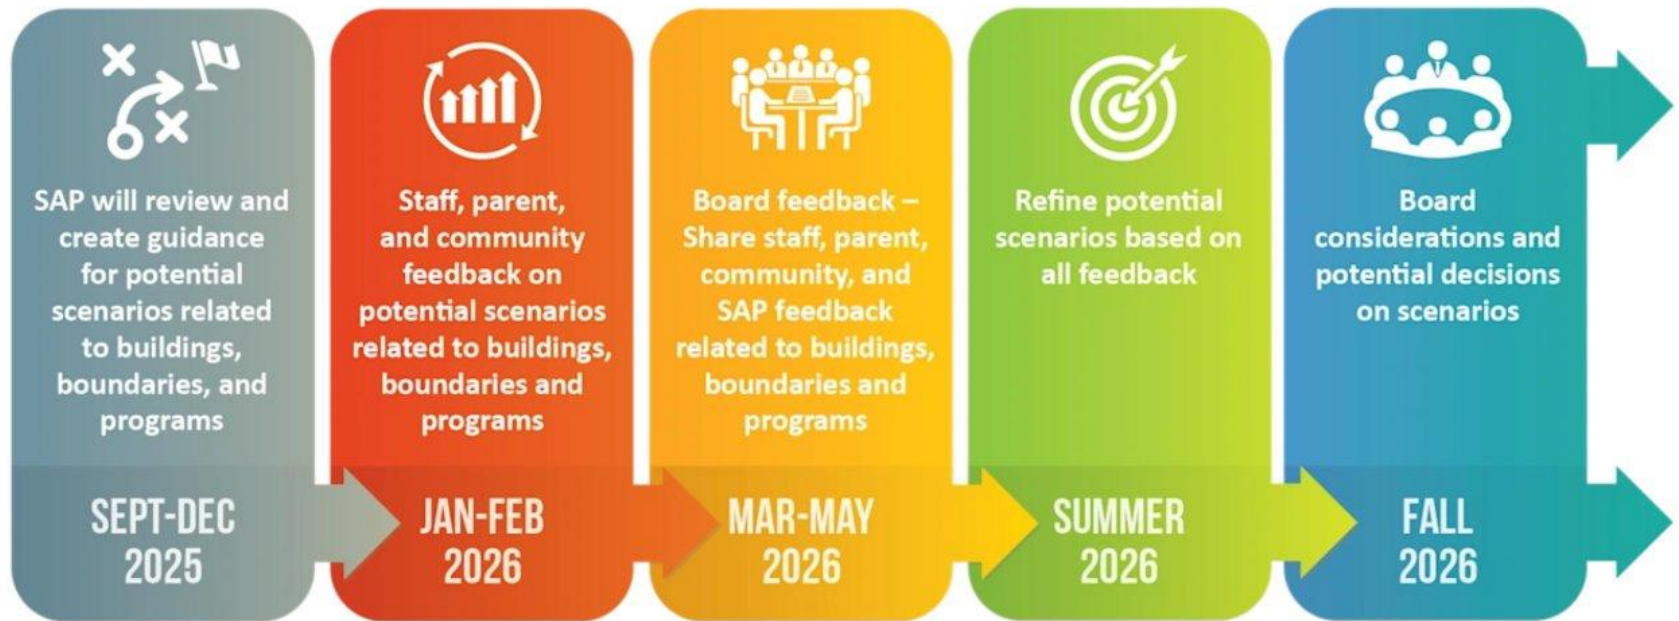 SAP will review and
create guidance
for potential
scenarios related
to buildings,
boundaries, and
programs
SEPT-DEC
2025
Staff, parent,
and community
feedback on
potential scenarios
related to buildings,
boundaries and
programs
JAN-FEB
2026
Board feedback –
Share staff, parent,
community, and
SAP feedback
related to buildings,
boundaries and
programs
MAR-MAY
2026
Refine potential
scenarios based on
all feedback
SUMMER
2026
Board
considerations and
potential decisions
on scenarios
FALL
2026